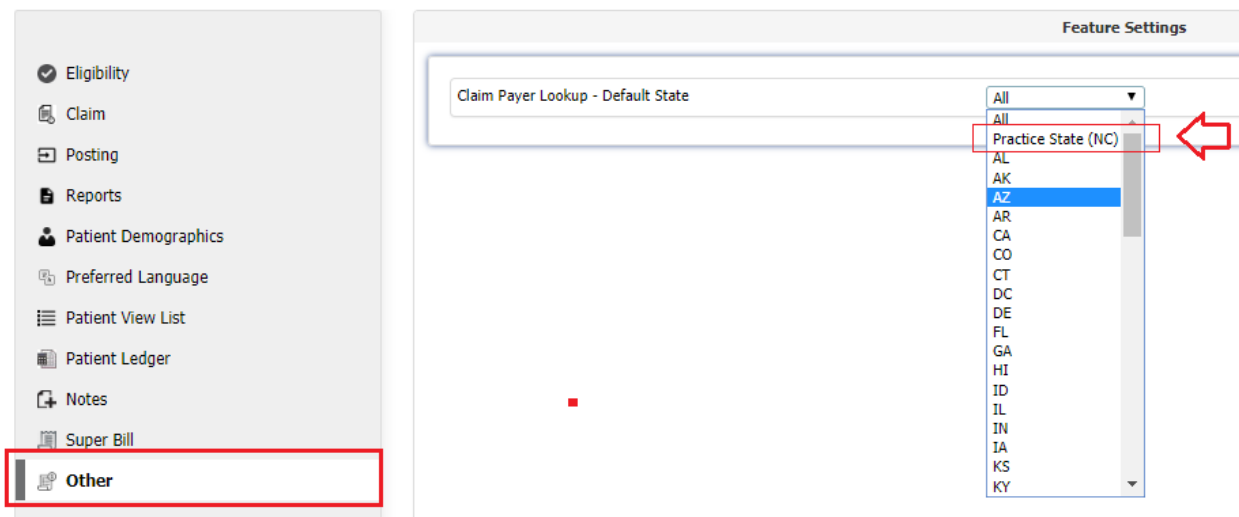 Eligibility
Claim
Posting
Reports
Patient Demographics
Preferred Language
Patient View List
Patient Ledger
Notes
Super Bill
Other
Feature Settings
Claim Payer Lookup - Default State
All
All
Practice State (NC)
AL
AK
AZ
AR
CA
CO
CT
DC
DE
FL
GA
HI
ID
IL
IN
IA
KS
KY